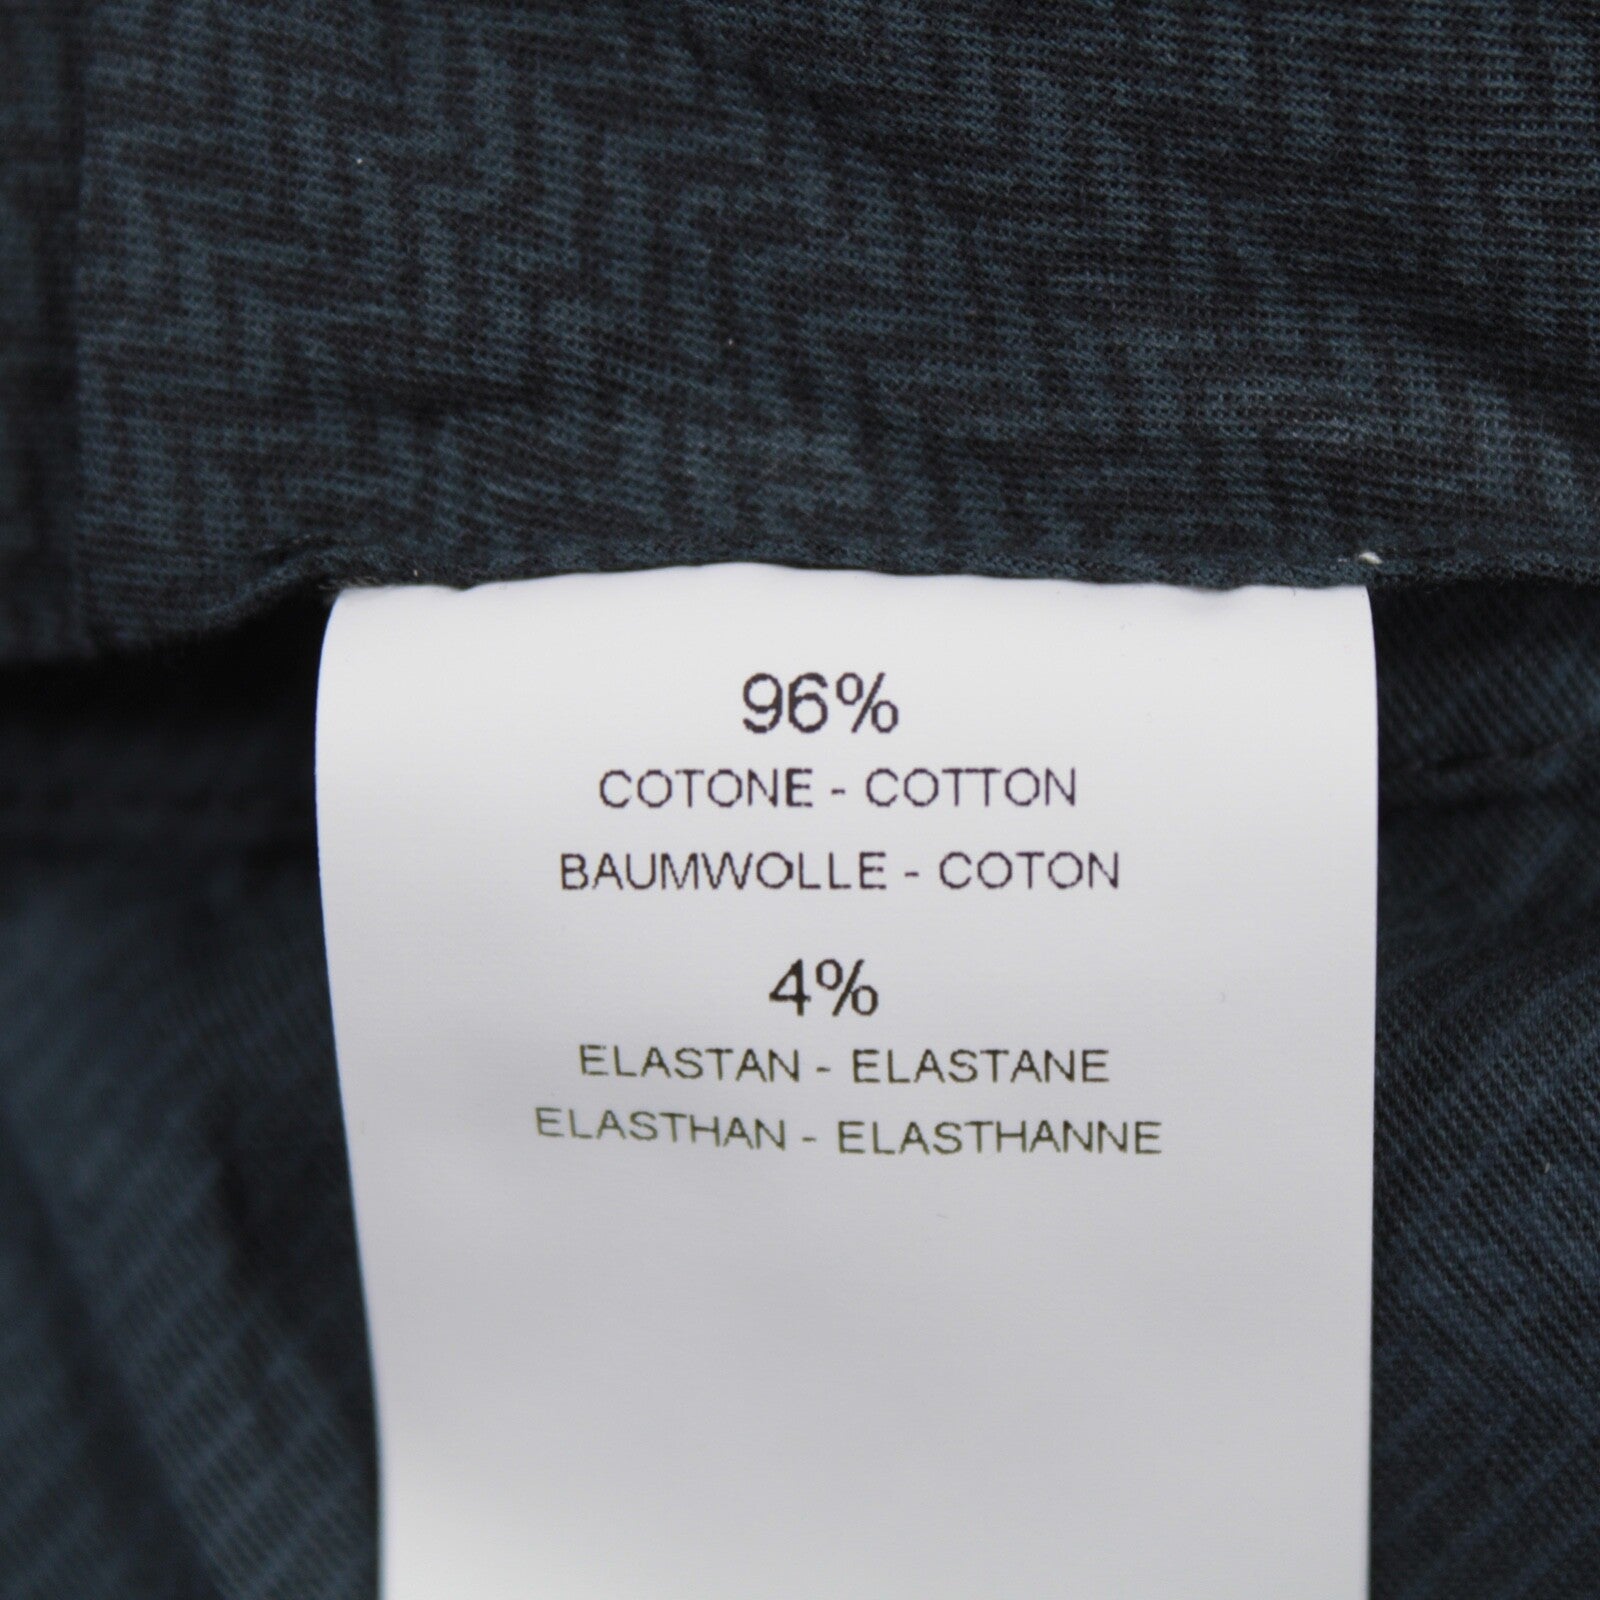 96%
COTONE - COTTON
BAUMWOLLE - COTON
4%
ELASTAN - ELASTANE
ELASTHAN - ELASTHANNE